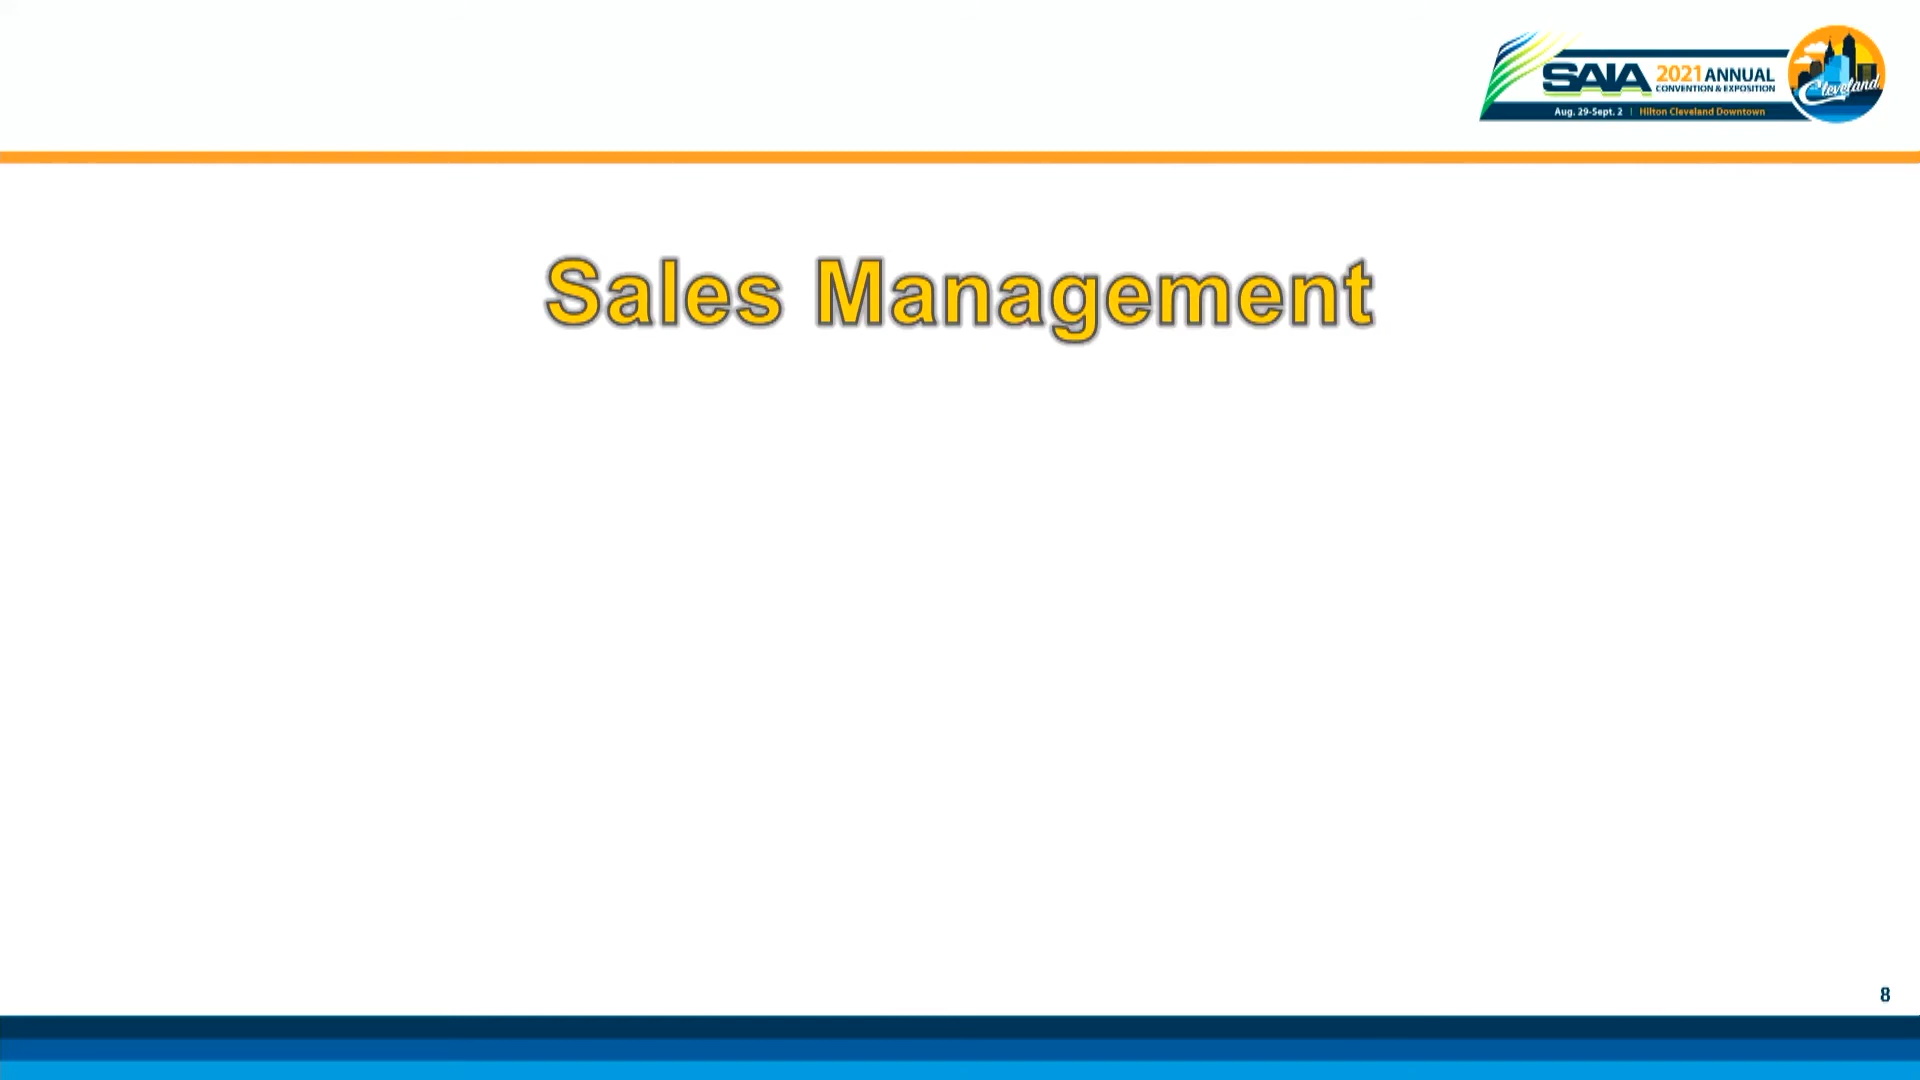 SAIA 2021 ANNUAL
CONVENTION & EXPOSITION
Aug. 29-Sept. 2 | Hilton Cleveland Downtown
Cleveland
Sales Management
8